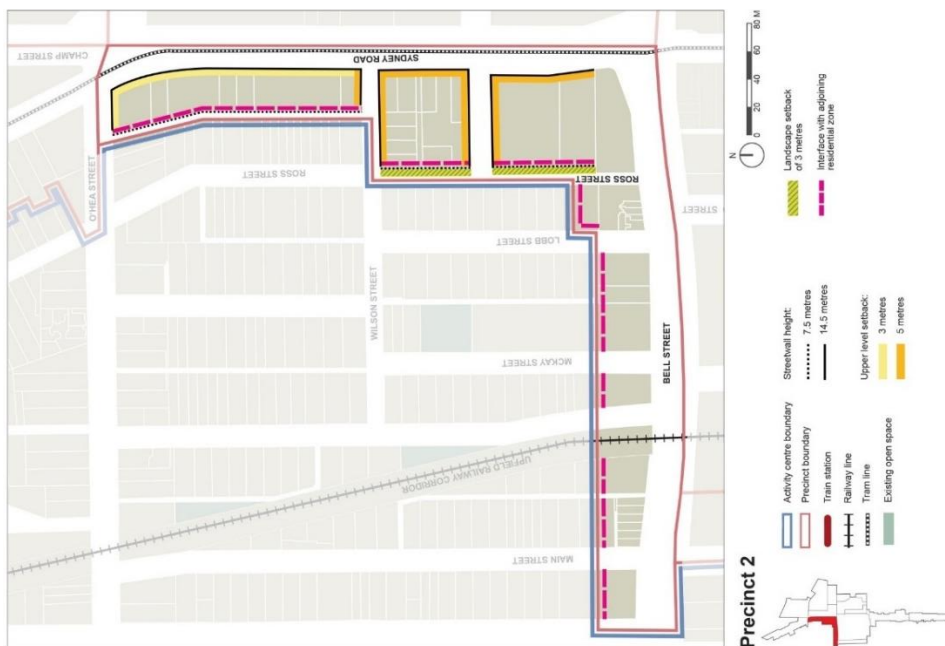 CHAMP STREET
SYDNEY ROAD
O'HEA STREET
ROSS STREET
ROSS STREET
STREET
LOBB STREET
WILSON STREET
MCKAY STREET
BELL STREET
UPFIELD RAILWAY CORRIDOR
MAIN STREET
Precinct 2
Activity centre boundary
Precinct boundary
Train station
Railway line
Tram line
Existing open space
Streetwall height:
7.5 metres
14.5 metres
Upper level setback:
3 metres
5 metres
Landscape setback
of 3 metres
Interface with adjoining
residential zone
N
0 20 40 60 80 M